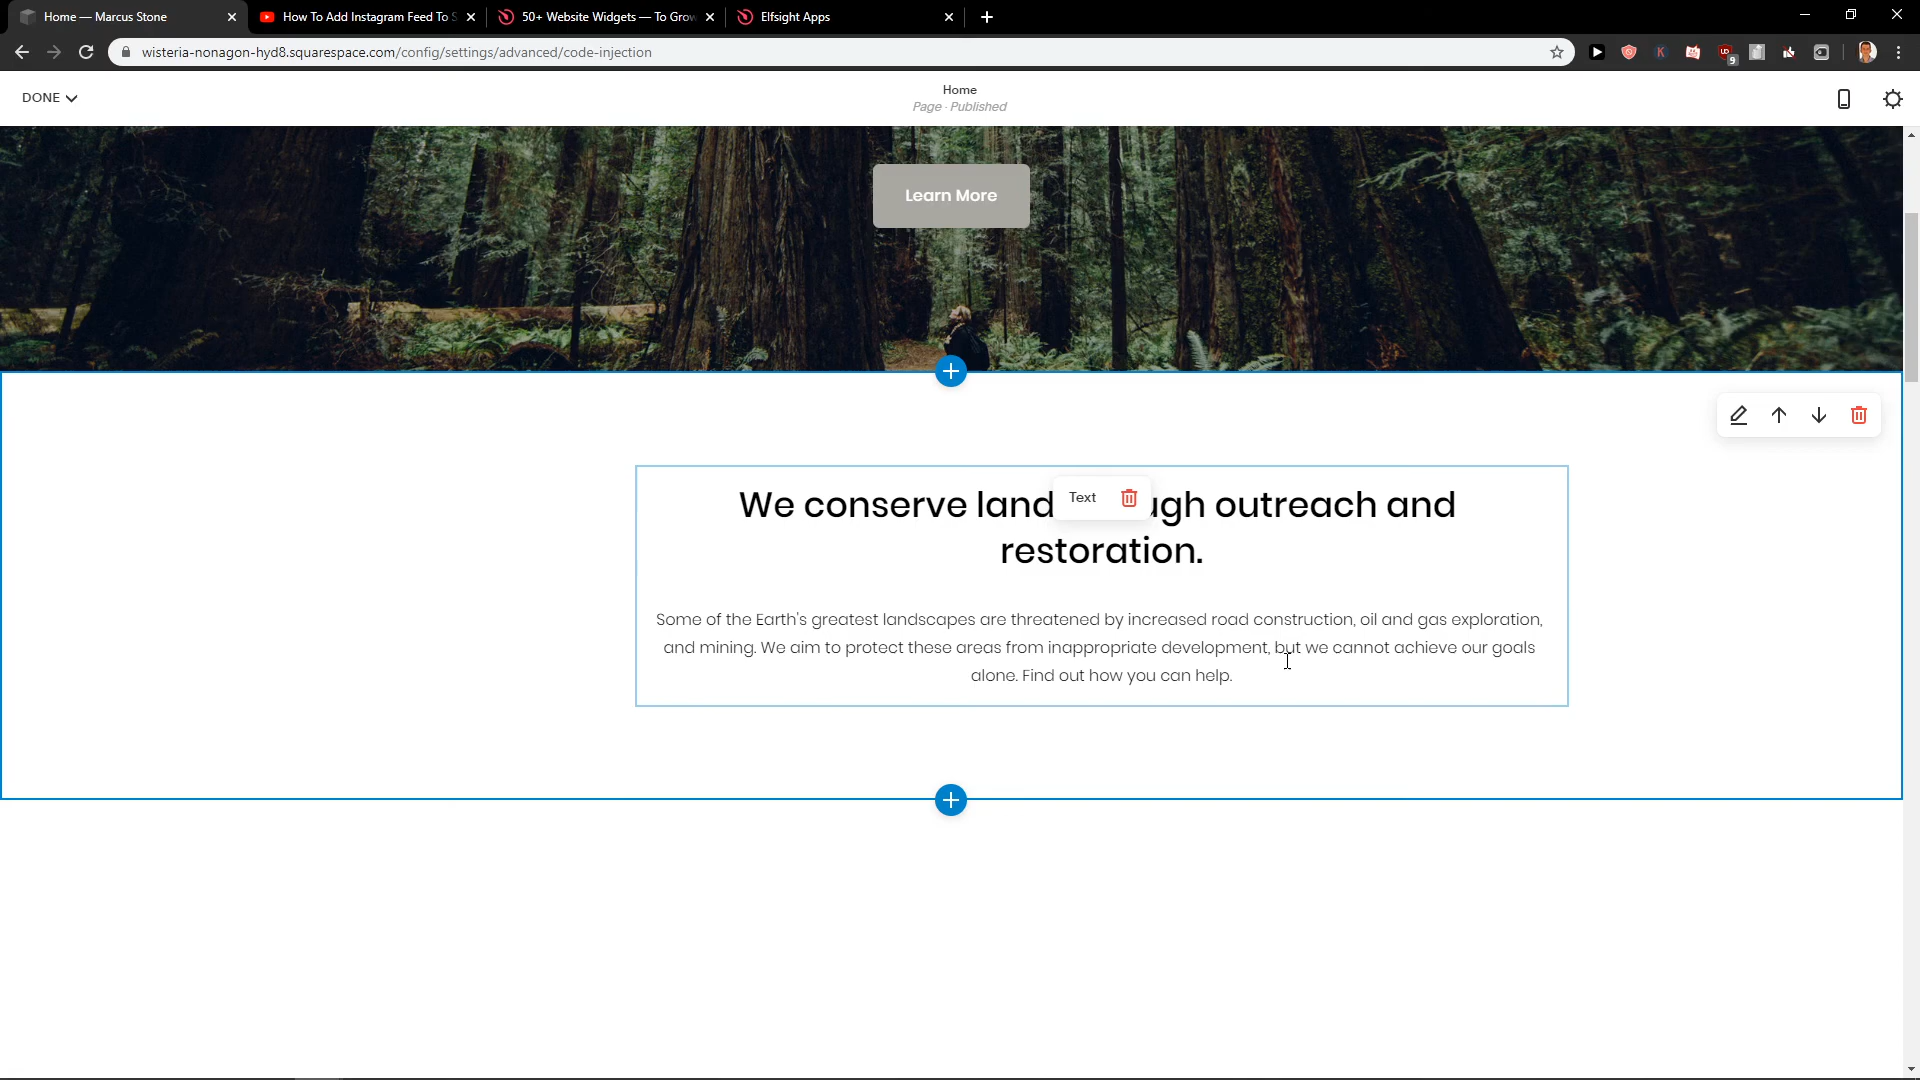 Home — Marcus Stone
How To Add Instagram Feed To S
50+ Website Widgets — To Grow
Elfsight Apps
wisteria-nonagon-hyd8.squarespace.com/config/settings/advanced/code-injection
9
DONE
Home
Page · Published
Learn More
Text
We conserve land ugh outreach and
restoration.
Some of the Earth's greatest landscapes are threatened by increased road construction, oil and gas exploration,
and mining. We aim to protect these areas from inappropriate development, but we cannot achieve our goals
alone. Find out how you can help.